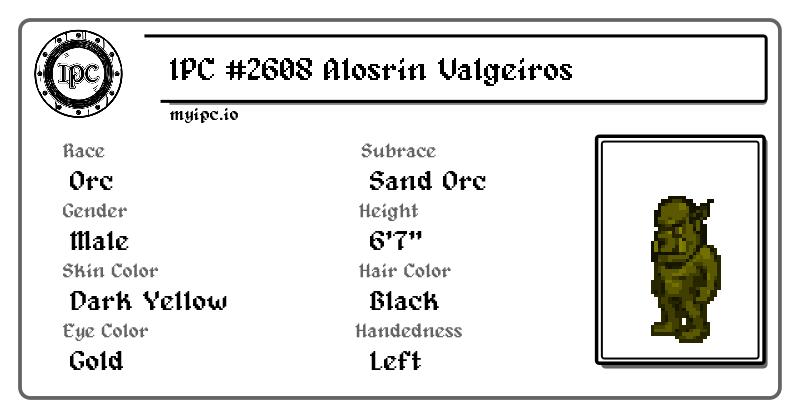 IPC
IPC #2608 Alosrin Valgeiros
myipc.io
Race
Orc
Subrace
Sand Orc
Gender
Male
Height
6'7"
Skin Color
Dark Yellow
Hair Color
Black
Eye Color
Gold
Handedness
Left